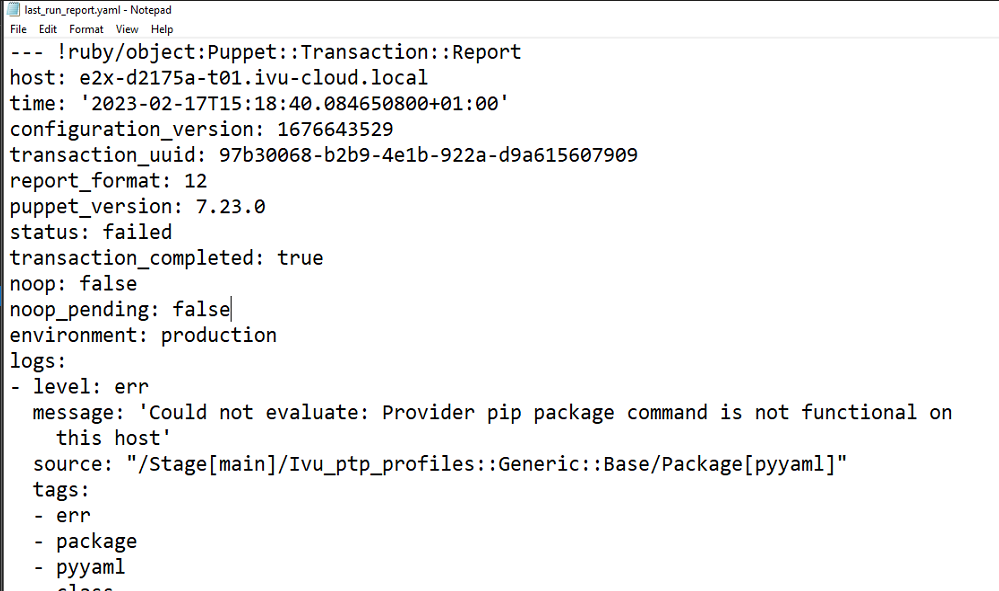 last_run_report.yaml - Notepad
File Edit Format View Help
--- !ruby/object:Puppet::Transaction::Report
host: e2x-d2175a-t01.ivu-cloud.local
time: '2023-02-17T15:18:40.084650800+01:00'
configuration_version: 1676643529
transaction_uuid: 97b30068-b2b9-4e1b-922a-d9a615607909
report_format: 12
puppet_version: 7.23.0
status: failed
transaction_completed: true
noop: false
noop_pending: false
environment: production
logs:
- level: err
  message: 'Could not evaluate: Provider pip package command is not functional on
    this host'
  source: "/Stage[main]/Ivu_ptp_profiles::Generic::Base/Package[pyyaml]"
  tags:
  - err
  - package
  - pyyaml
  - class